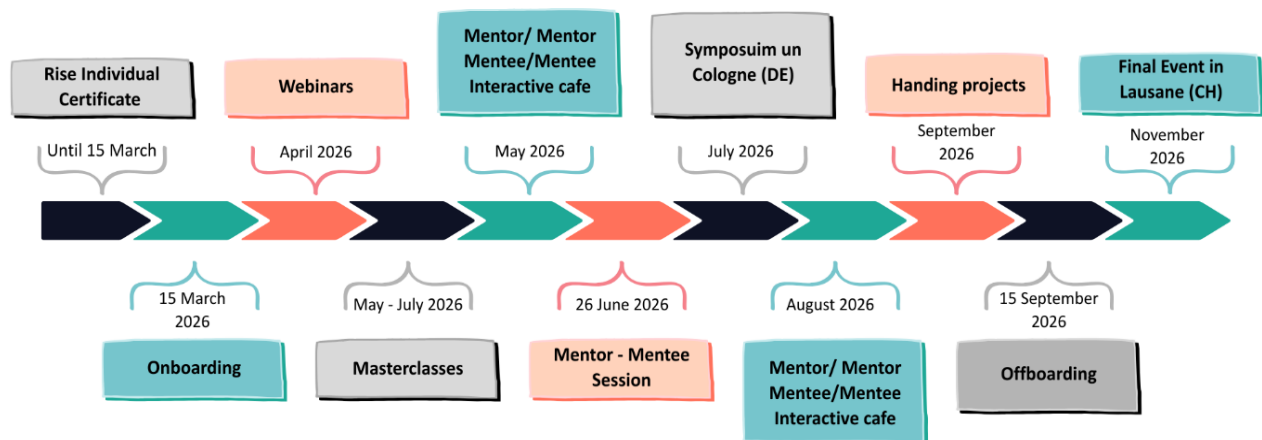 Rise Individual
Certificate
Until 15 March
Webinars
April 2026
Mentor/ Mentor
Mentee/Mentee
Interactive cafe
May 2026
Symposuim un
Cologne (DE)
July 2026
Handing projects
September
2026
Final Event in
Lausane (CH)
November
2026
15 March
2026
Onboarding
May - July 2026
Masterclasses
26 June 2026
Mentor - Mentee
Session
August 2026
Mentor/ Mentor
Mentee/Mentee
Interactive cafe
15 September
2026
Offboarding